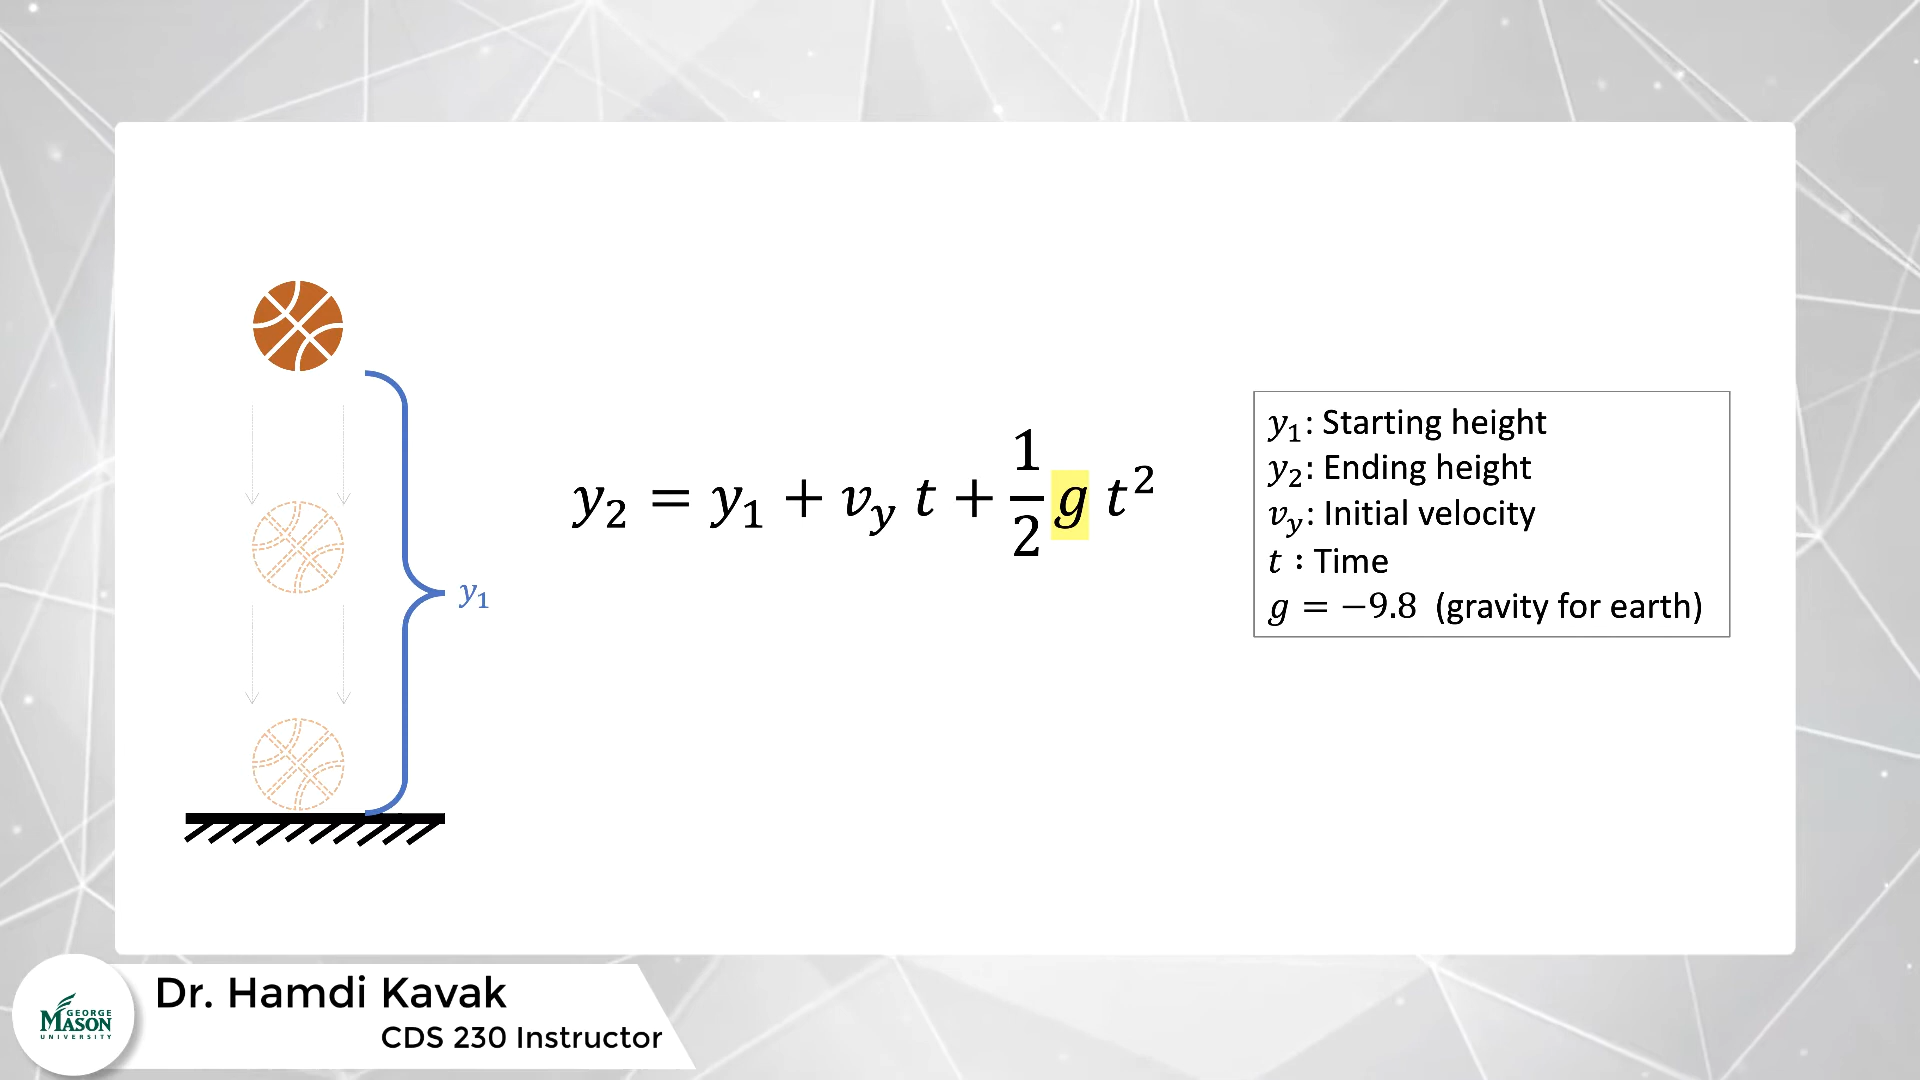 y₁
y₂ = y₁ + v_y t + 1/2 g t²
y₁: Starting height
y₂: Ending height
v_y: Initial velocity
t : Time
g = −9.8 (gravity for earth)
GEORGE
MASON
UNIVERSITY
Dr. Hamdi Kavak
CDS 230 Instructor